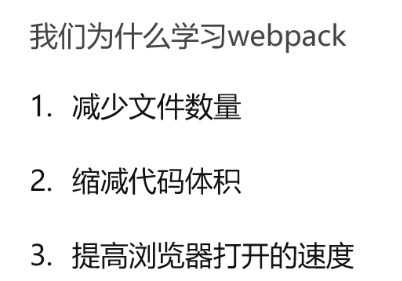 我们为什么学习webpack
1. 减少文件数量
2. 缩减代码体积
3. 提高浏览器打开的速度